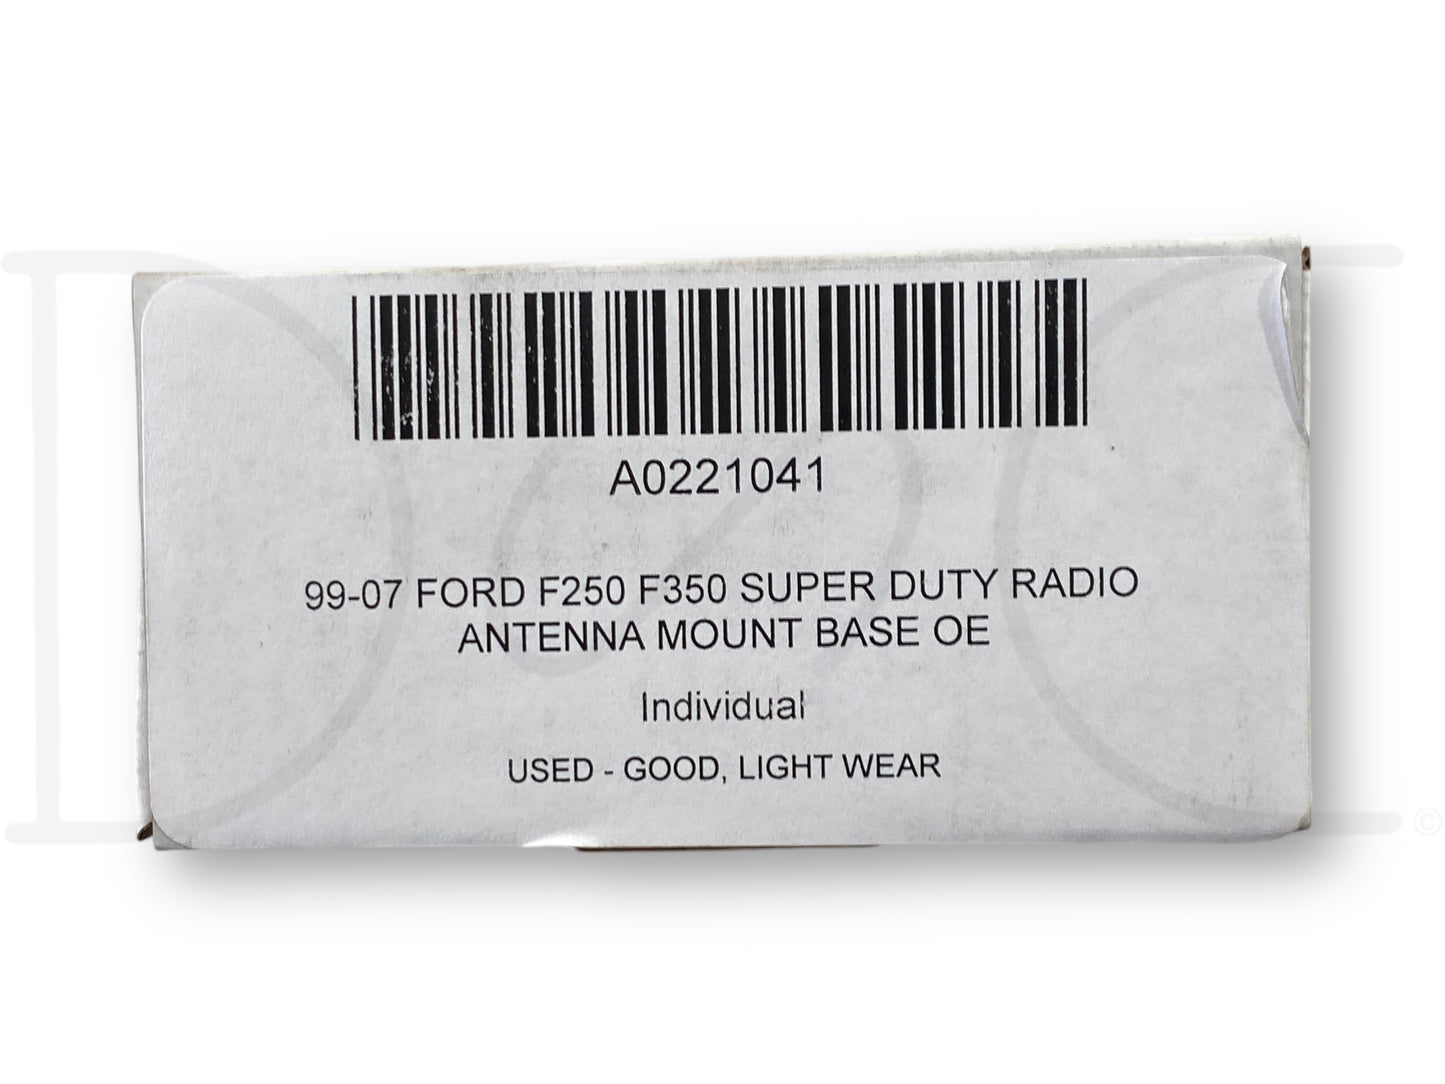 A0221041
99-07 FORD F250 F350 SUPER DUTY RADIO
ANTENNA MOUNT BASE OE
Individual
USED - GOOD, LIGHT WEAR